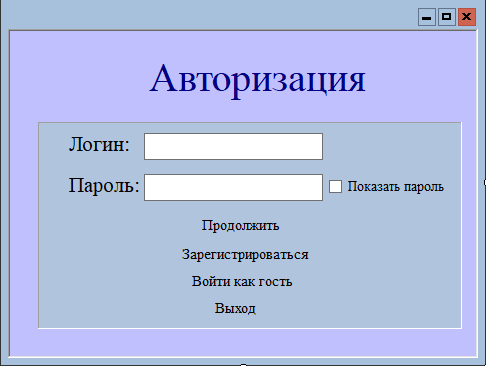 Авторизация
Логин:
Пароль: Показать пароль
Продолжить
Зарегистрироваться
Войти как гость
Выход